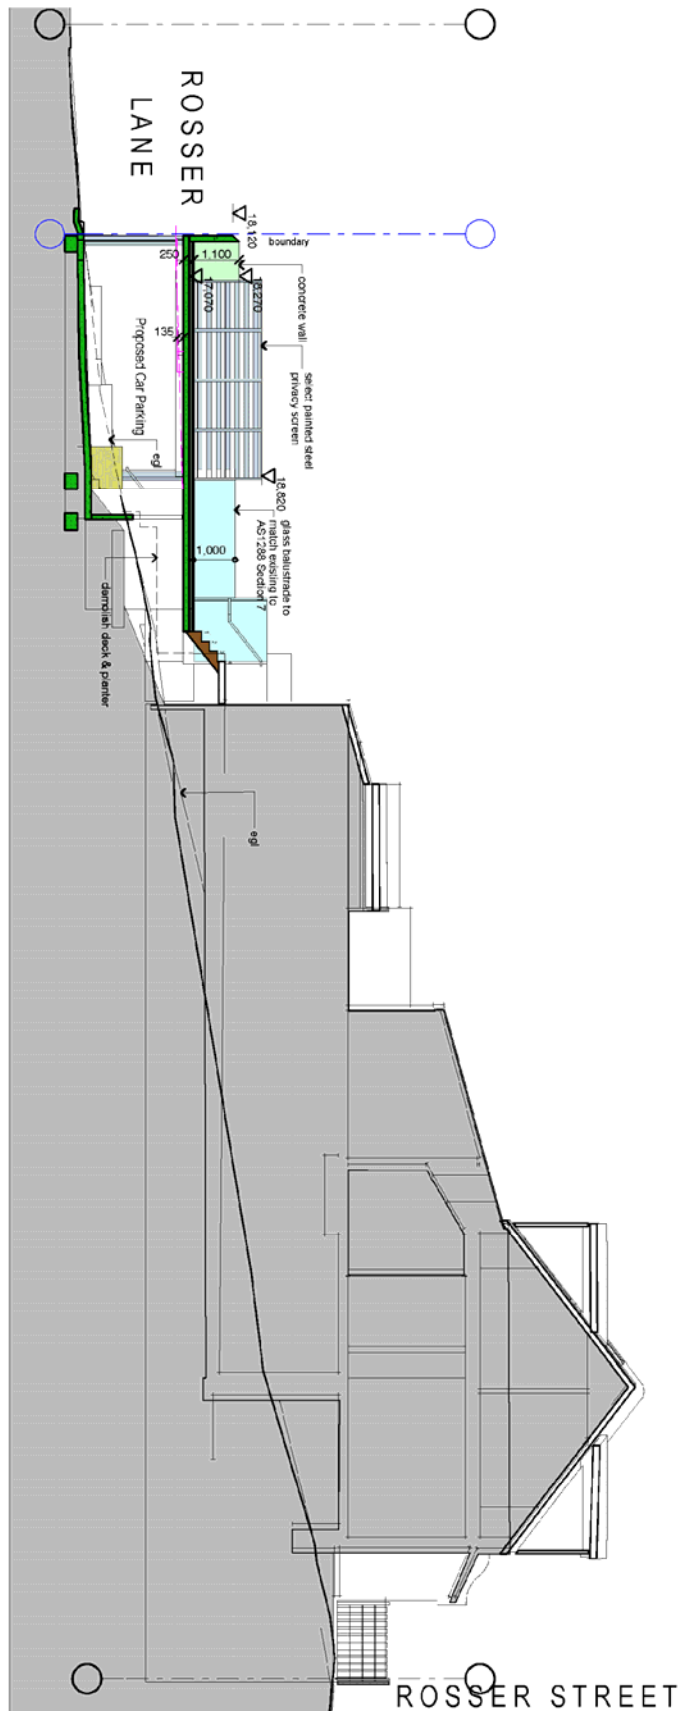 ROSSER
LANE
18,120
boundary
250
1,100
17,070
18,270
concrete wall
135
select painted steel
privacy screen
Proposed Car Parking
egl
18,820
glass balustrade to
match existing to
AS1288 Section 7
1,000
demolish deck & planter
egl
ROSSER STREET